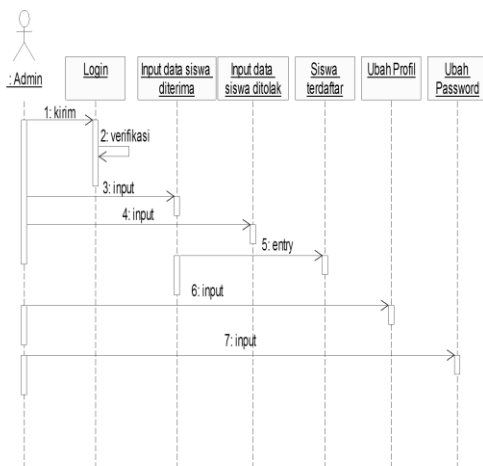 : Admin
Login
Input data siswa
diterima
Input data
siswa ditolak
Siswa
terdaftar
Ubah Profil
Ubah
Password
1: kirim
2: verifikasi
3: input
4: input
5: entry
6: input
7: input